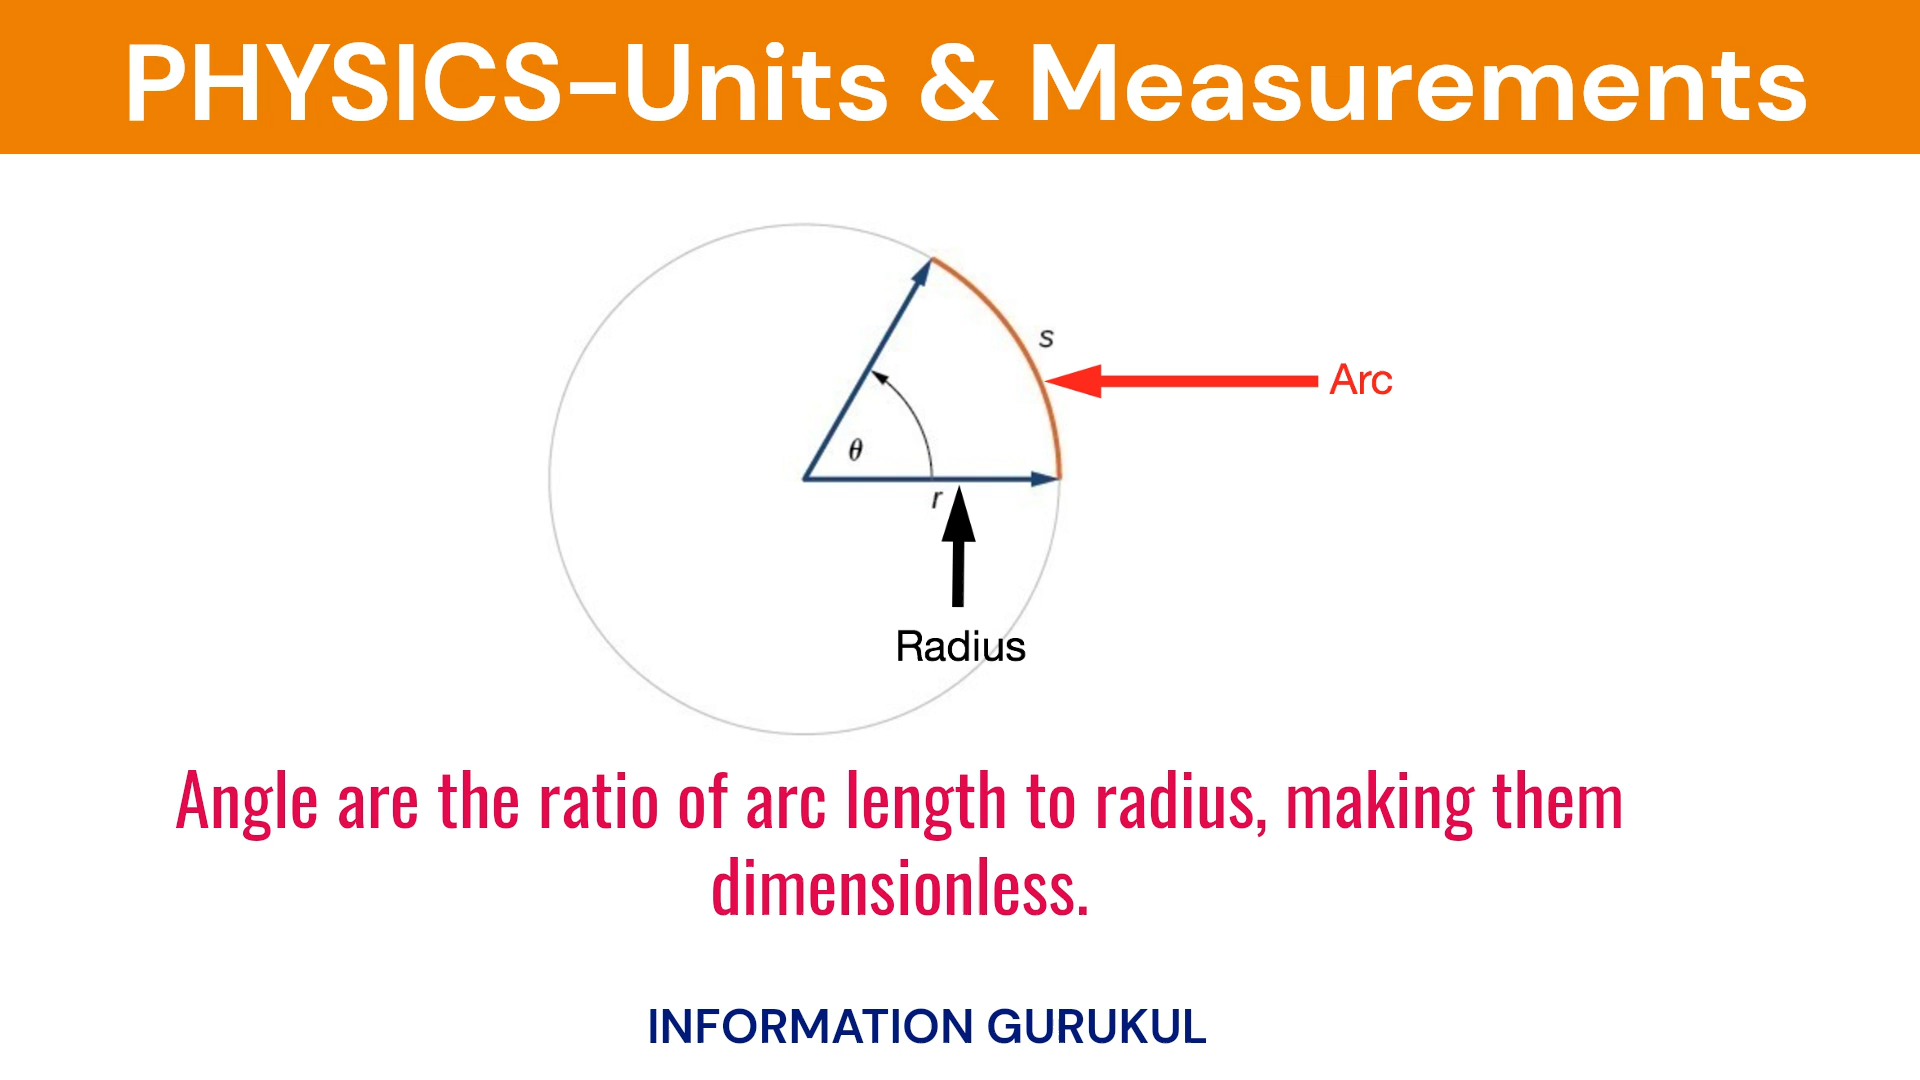 PHYSICS-Units & Measurements
s
Arc
θ
r
Radius
Angle are the ratio of arc length to radius, making them
dimensionless.
INFORMATION GURUKUL